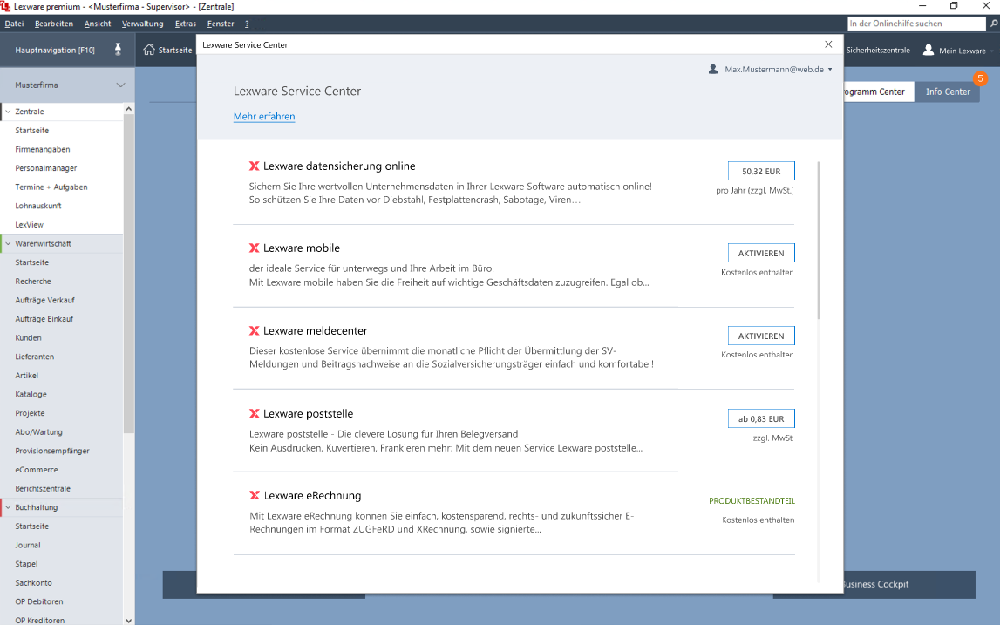 Lexware premium - <Musterfirma - Supervisor> - [Zentrale]
Datei Bearbeiten Ansicht Verwaltung Extras Fenster ?
In der Onlinehilfe suchen
Hauptnavigation [F10]
Startseite
Sicherheitszentrale
Mein Lexware
Musterfirma
Zentrale
Startseite
Firmenangaben
Personalmanager
Termine + Aufgaben
Lohnauskunft
LexView
Warenwirtschaft
Startseite
Recherche
Aufträge Verkauf
Aufträge Einkauf
Kunden
Lieferanten
Artikel
Kataloge
Projekte
Abo/Wartung
Provisionsempfänger
eCommerce
Berichtszentrale
Buchhaltung
Startseite
Journal
Stapel
Sachkonto
OP Debitoren
OP Kreditoren
Lexware Service Center
Max.Mustermann@web.de
Lexware Service Center
Mehr erfahren
Lexware datensicherung online
Sichern Sie Ihre wertvollen Unternehmensdaten in Ihrer Lexware Software automatisch online!
So schützen Sie Ihre Daten vor Diebstahl, Festplattencrash, Sabotage, Viren…
50,32 EUR
pro Jahr (zzgl. MwSt.)
Lexware mobile
der ideale Service für unterwegs und Ihre Arbeit im Büro.
Mit Lexware mobile haben Sie die Freiheit auf wichtige Geschäftsdaten zuzugreifen. Egal ob...
AKTIVIEREN
Kostenlos enthalten
Lexware meldecenter
Dieser kostenlose Service übernimmt die monatliche Pflicht der Übermittlung der SV-
Meldungen und Beitragsnachweise an die Sozialversicherungsträger einfach und komfortabel!
AKTIVIEREN
Kostenlos enthalten
Lexware poststelle
Lexware poststelle - Die clevere Lösung für Ihren Belegversand
Kein Ausdrucken, Kuvertieren, Frankieren mehr: Mit dem neuen Service Lexware poststelle...
ab 0,83 EUR
zzgl. MwSt.
Lexware eRechnung
Mit Lexware eRechnung können Sie einfach, kostensparend, rechts- und zukunftssicher E-
Rechnungen im Format ZUGFeRD und XRechnung, sowie signierte...
PRODUKTBESTANDTEIL
Kostenlos enthalten
ogramm Center
Info Center
5
usiness Cockpit